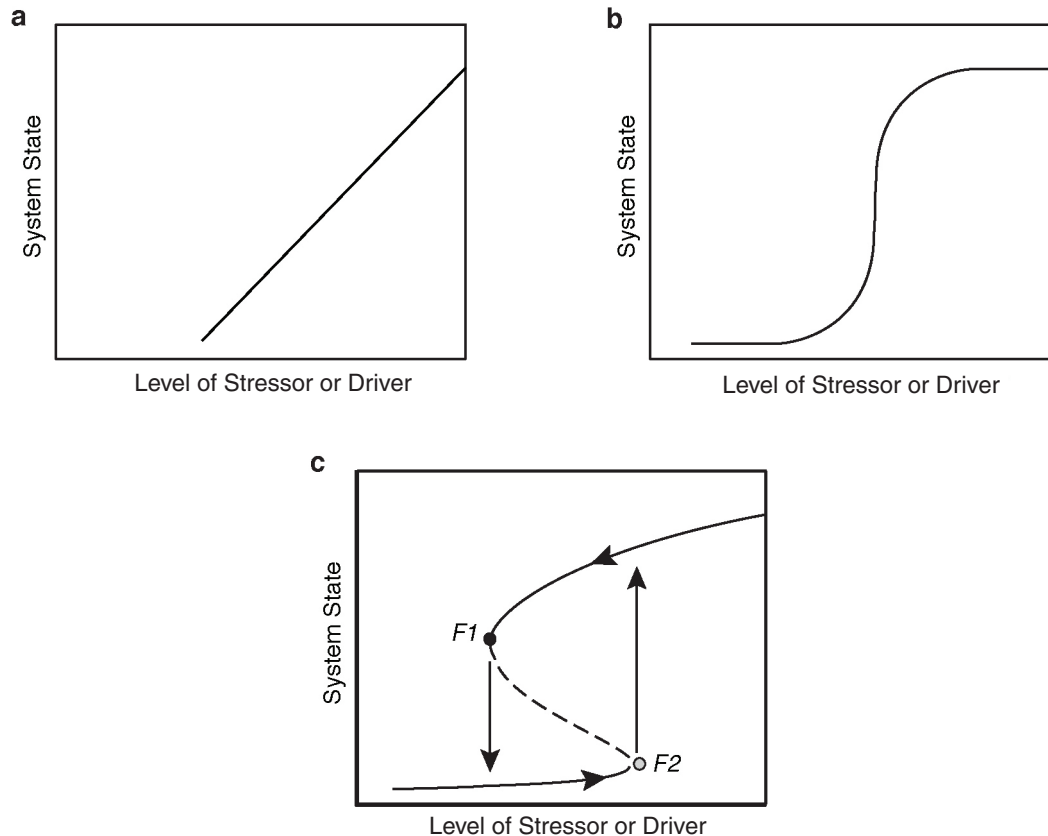 a
System State
Level of Stressor or Driver
b
System State
Level of Stressor or Driver
c
System State
F1
F2
Level of Stressor or Driver